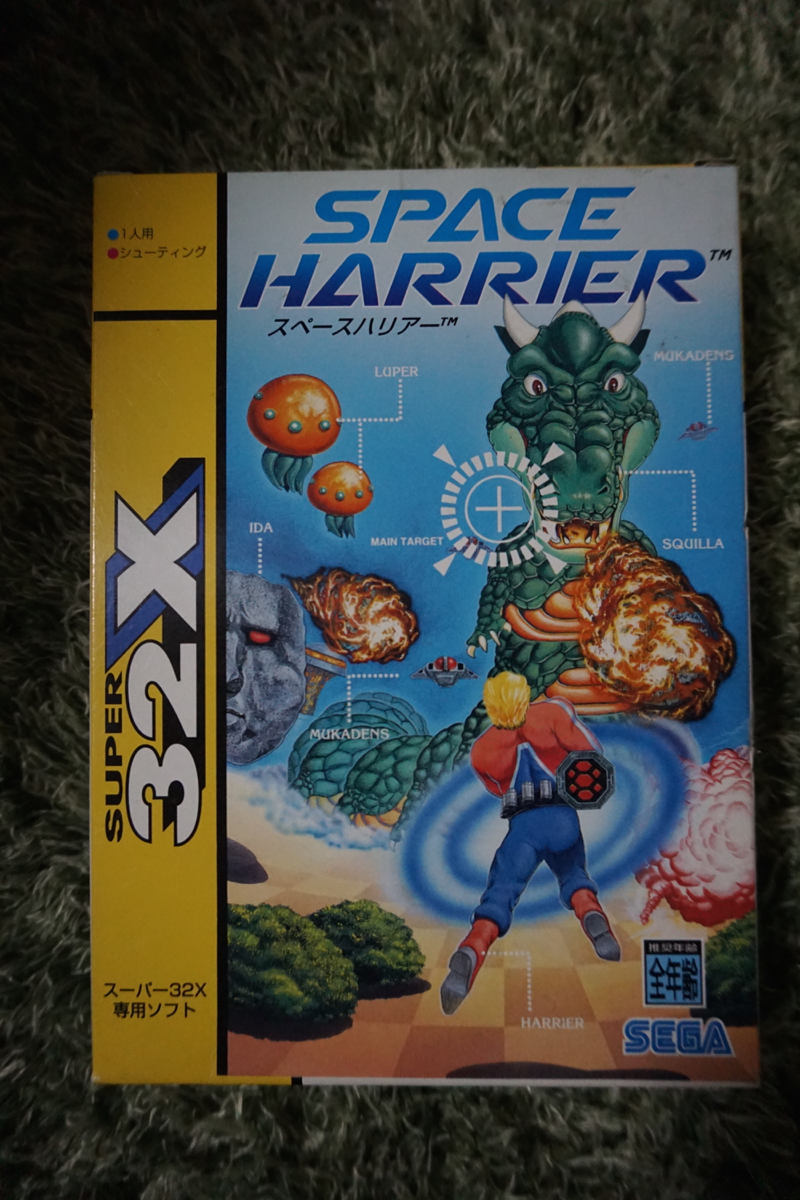 ●1人用
●シューティング
SPACE
HARRIER™
スペースハリアー™
MUKADENS
LUPER
IDA
MAIN TARGET
SQUILLA
MUKADENS
SUPER
32X
推奨年齢
全年齢
スーパー32X
専用ソフト
HARRIER
SEGA